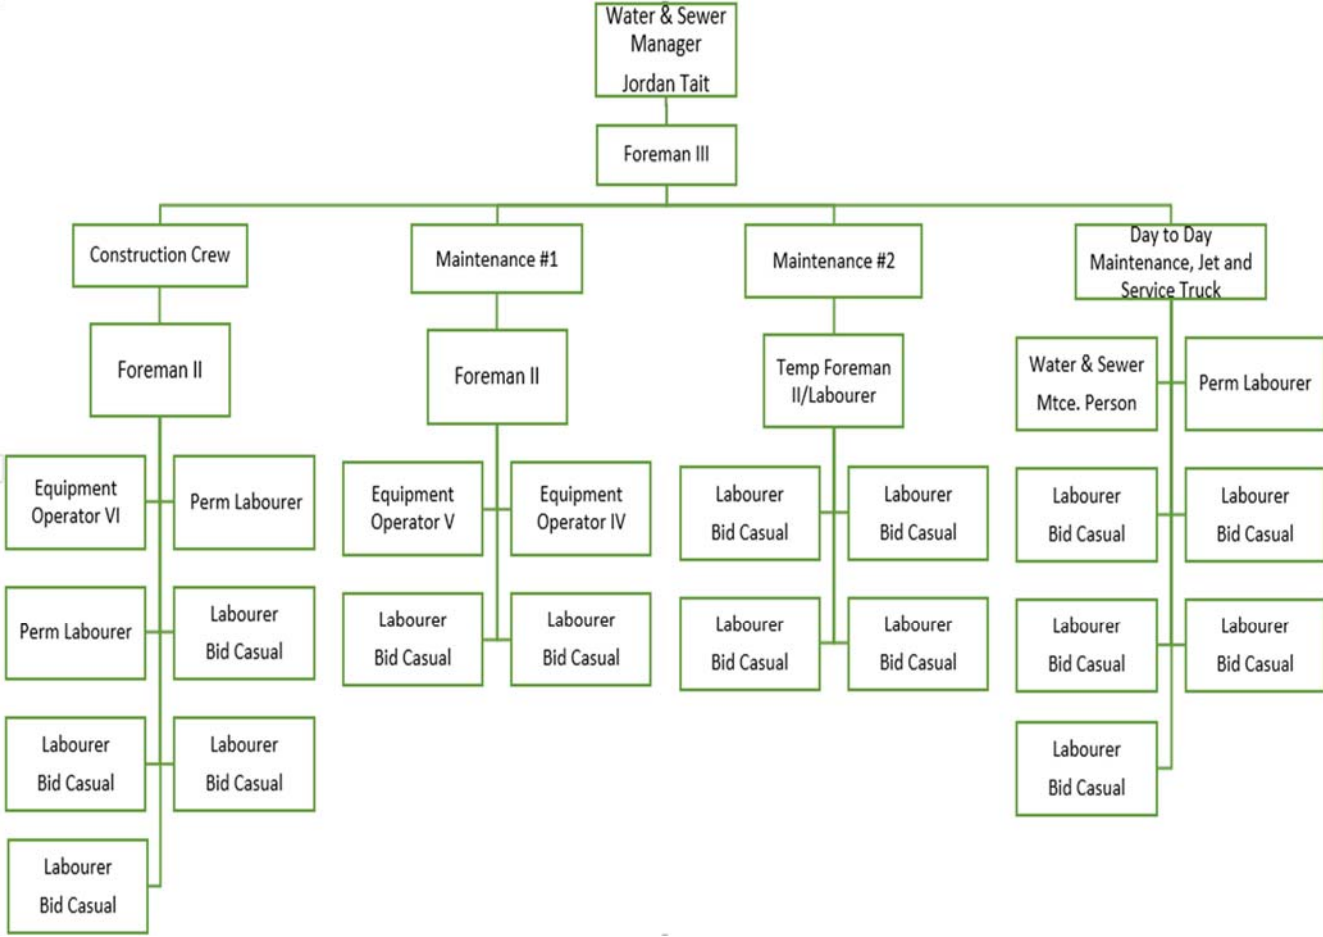 Water & Sewer
Manager
Jordan Tait
Foreman III
Construction Crew
Maintenance #1
Maintenance #2
Day to Day
Maintenance, Jet and
Service Truck
Foreman II
Foreman II
Temp Foreman
II/Labourer
Water & Sewer
Mtce. Person
Perm Labourer
Equipment
Operator VI
Perm Labourer
Equipment
Operator V
Equipment
Operator IV
Labourer
Bid Casual
Labourer
Bid Casual
Labourer
Bid Casual
Labourer
Bid Casual
Perm Labourer
Labourer
Bid Casual
Labourer
Bid Casual
Labourer
Bid Casual
Labourer
Bid Casual
Labourer
Bid Casual
Labourer
Bid Casual
Labourer
Bid Casual
Labourer
Bid Casual
Labourer
Bid Casual
Labourer
Bid Casual
Labourer
Bid Casual